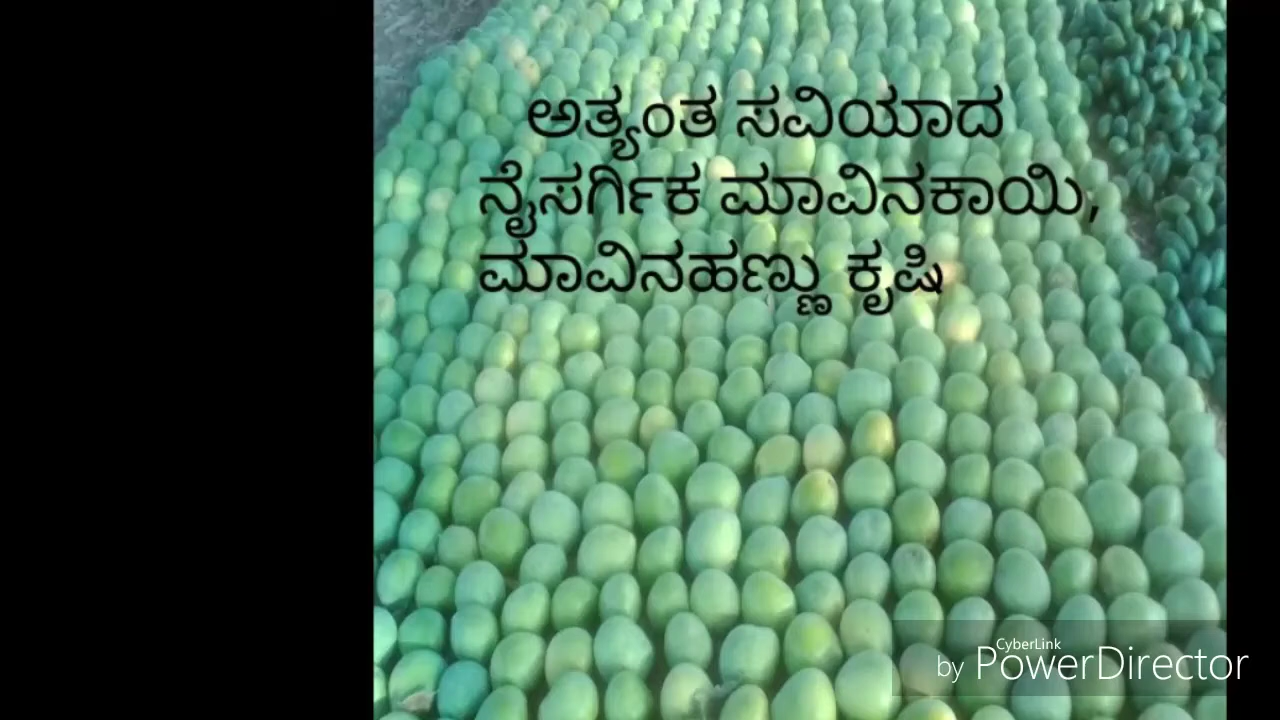 ಅತ್ಯಂತ ಸವಿಯಾದ
ನೈಸರ್ಗಿಕ ಮಾವಿನಕಾಯಿ,
ಮಾವಿನಹಣ್ಣು ಕೃಷಿ
CyberLink
by PowerDirector